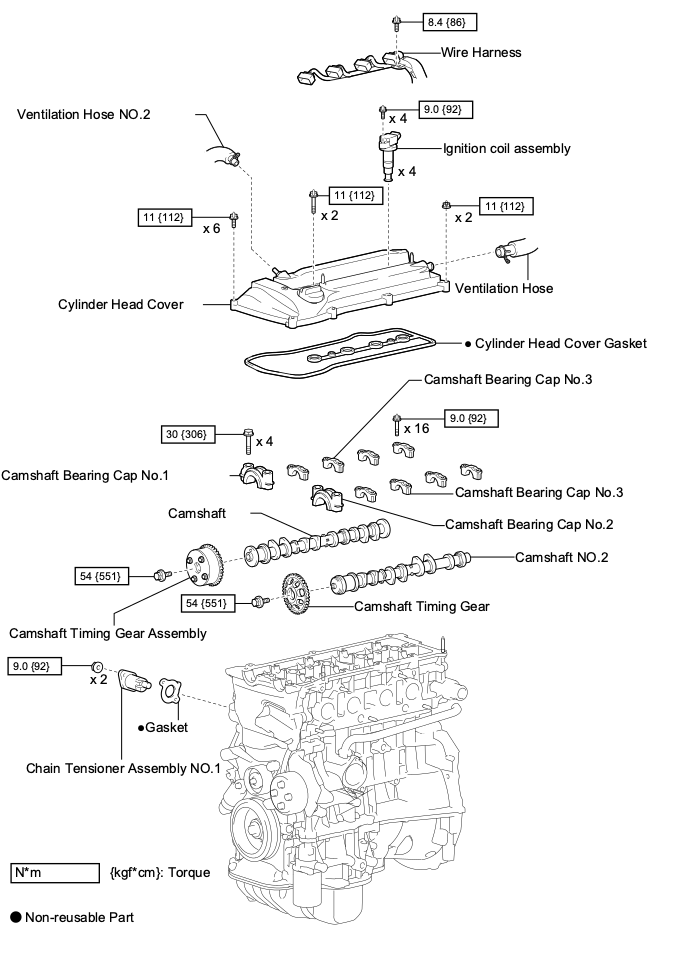 8.4 {86}
Wire Harness
Ventilation Hose NO.2
9.0 {92}
x 4
Ignition coil assembly
x 4
11 {112}
x 2
11 {112}
x 2
11 {112}
x 6
Ventilation Hose
Cylinder Head Cover
● Cylinder Head Cover Gasket
Camshaft Bearing Cap No.3
9.0 {92}
x 16
30 {306}
x 4
Camshaft Bearing Cap No.1
Camshaft Bearing Cap No.3
Camshaft
Camshaft Bearing Cap No.2
Camshaft NO.2
54 {551}
54 {551}
Camshaft Timing Gear
Camshaft Timing Gear Assembly
9.0 {92}
x 2
●Gasket
Chain Tensioner Assembly NO.1
N*m {kgf*cm}: Torque
● Non-reusable Part